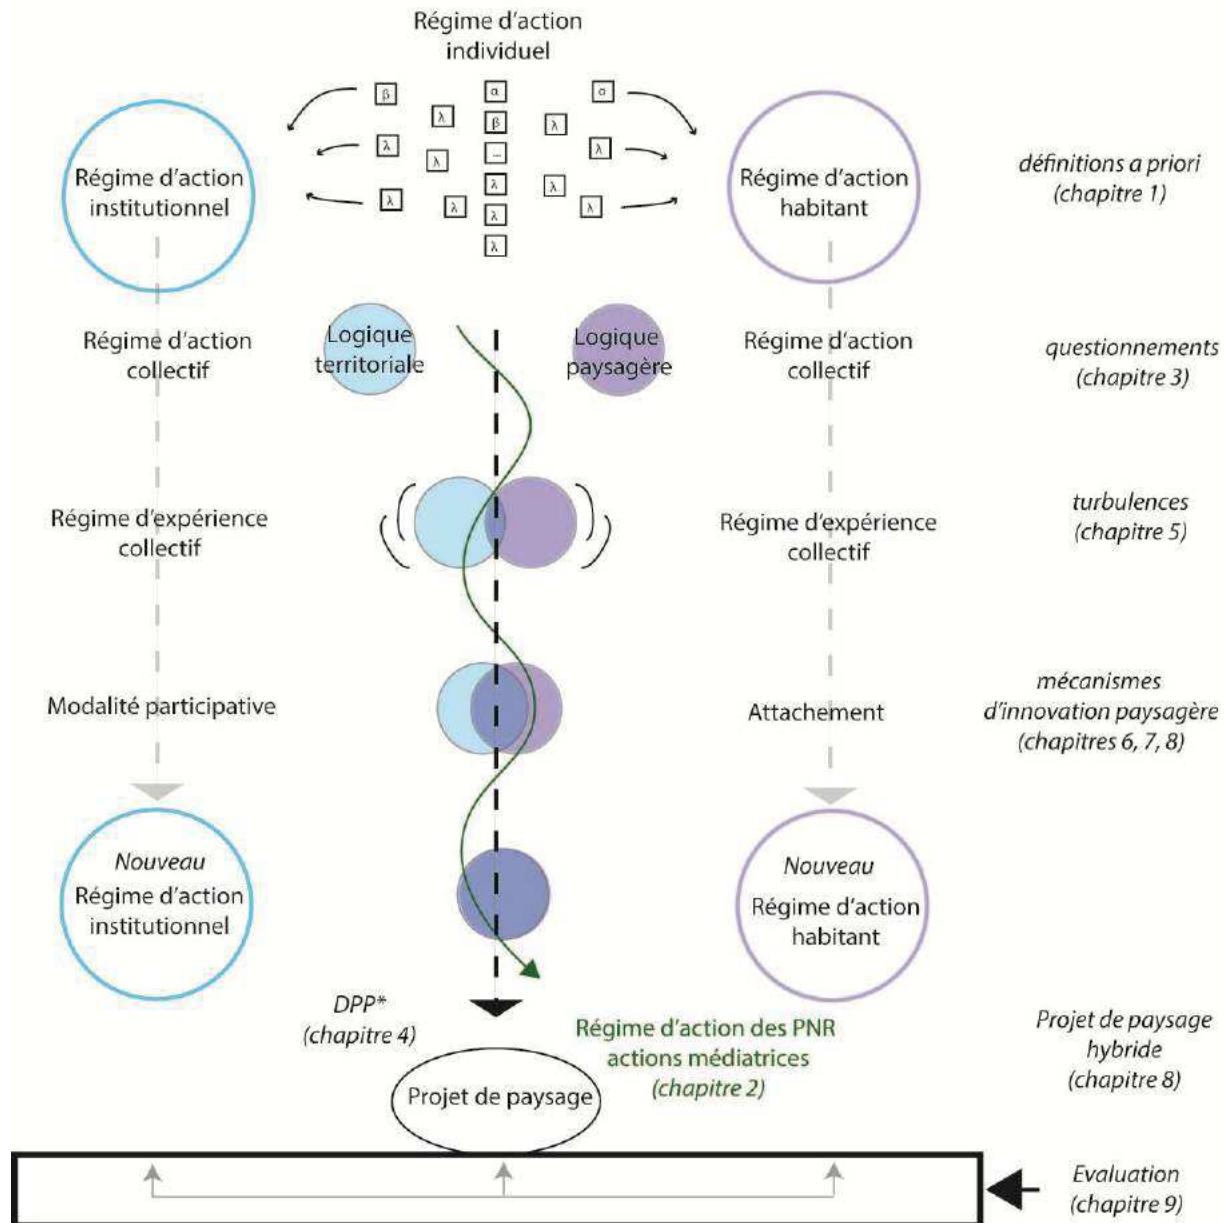 Régime d'action
individuel
β
α
σ
λ
β
λ
λ
λ
...
λ
λ
λ
λ
λ
λ
λ
λ
λ
Régime d'action
institutionnel
Régime d'action
habitant
définitions a priori
(chapitre 1)
Régime d'action
collectif
Logique
territoriale
Logique
paysagère
Régime d'action
collectif
questionnements
(chapitre 3)
Régime d'expérience
collectif
Régime d'expérience
collectif
turbulences
(chapitre 5)
Modalité participative
Attachement
mécanismes
d'innovation paysagère
(chapitres 6, 7, 8)
Nouveau
Régime d'action
institutionnel
Nouveau
Régime d'action
habitant
DPP*
(chapitre 4)
Régime d'action des PNR
actions médiatrices
(chapitre 2)
Projet de paysage
hybride
(chapitre 8)
Projet de paysage
Evaluation
(chapitre 9)